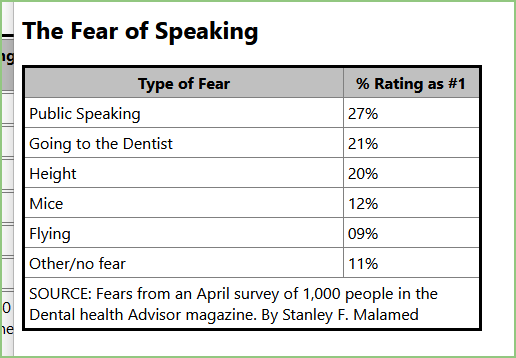 The Fear of Speaking
Type of Fear % Rating as #1
Public Speaking 27%
Going to the Dentist 21%
Height 20%
Mice 12%
Flying 09%
Other/no fear 11%
SOURCE: Fears from an April survey of 1,000 people in the
Dental health Advisor magazine. By Stanley F. Malamed